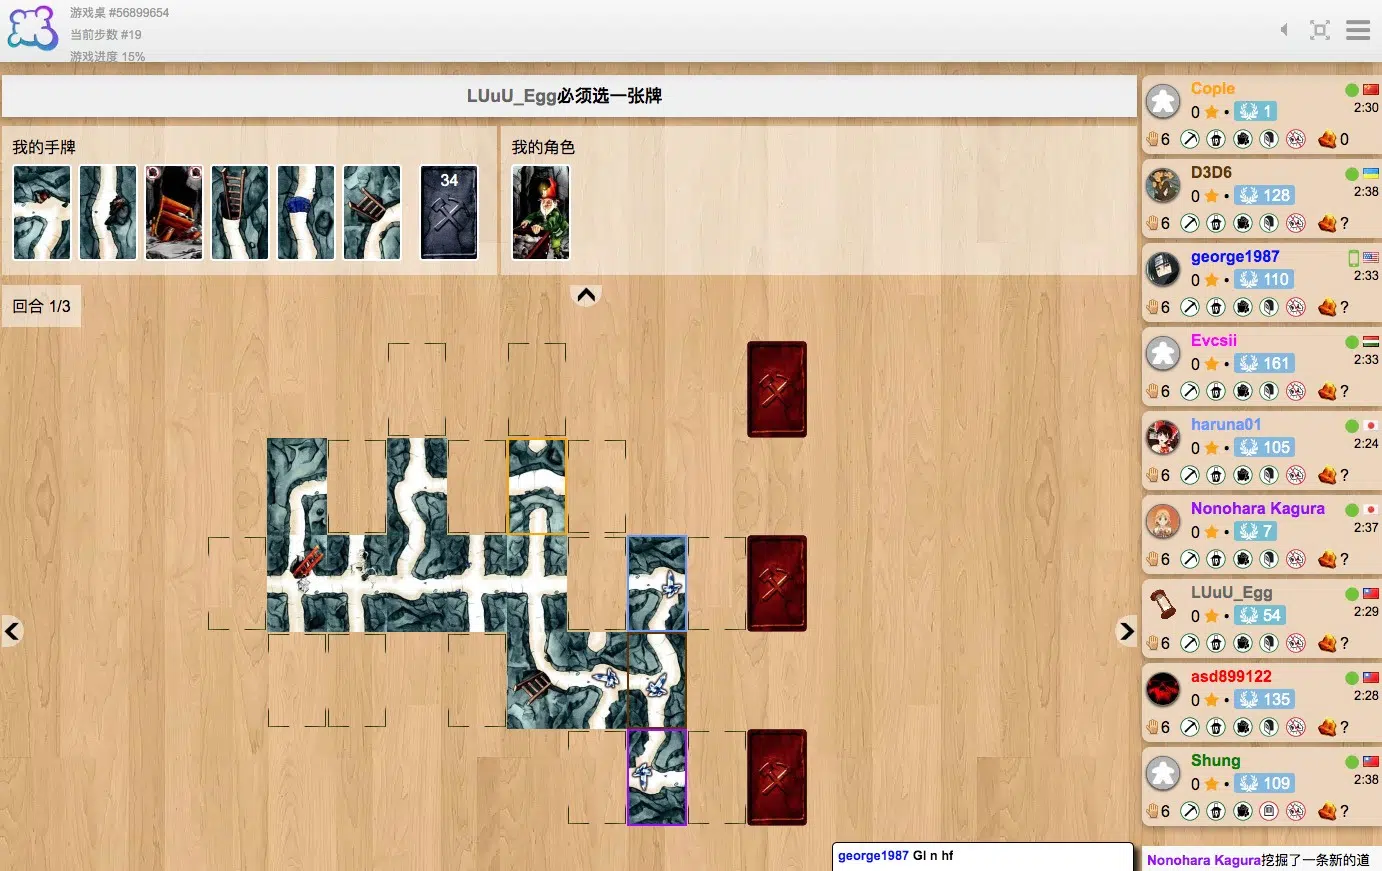 游戏桌 #56899654
当前步数 #19
游戏进度 15%
LUuU_Egg必须选一张牌
我的手牌
34
我的角色
回合 1/3
Cople
0 • 1
2:30
6 0
D3D6
0 • 128
2:38
6 ?
george1987
0 • 110
2:33
6 ?
Evcsii
0 • 161
2:33
6 ?
haruna01
0 • 105
2:24
6 ?
Nonohara Kagura
0 • 7
2:37
6 ?
LUuU_Egg
0 • 54
2:29
6 ?
asd899122
0 • 135
2:28
6 ?
Shung
0 • 109
2:38
6 ?
george1987 Gl n hf
Nonohara Kagura挖掘了一条新的道